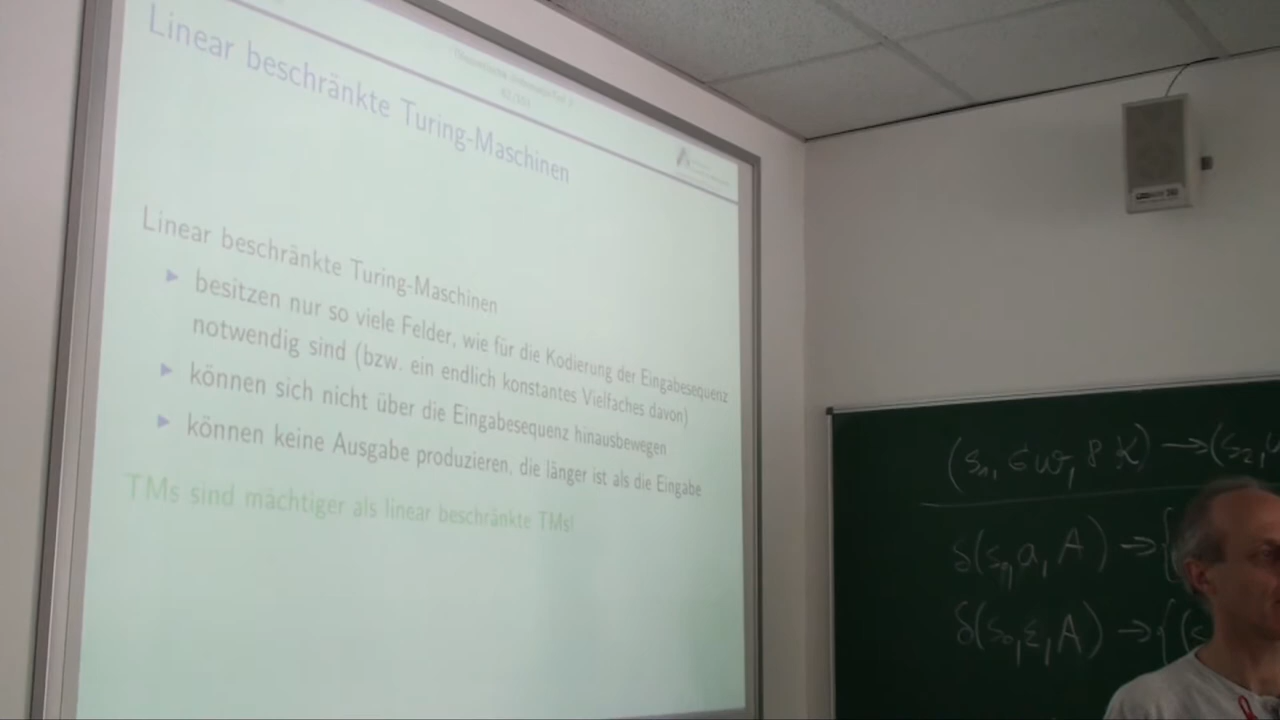 Linear beschränkte Turing-Maschinen
Linear beschränkte Turing-Maschinen
besitzen nur so viele Felder, wie für die Kodierung der Eingabesequenz
notwendig sind (bzw. ein endlich konstantes Vielfaches davon)
können sich nicht über die Eingabesequenz hinausbewegen
können keine Ausgabe produzieren, die länger ist als die Eingabe
TMs sind mächtiger als linear beschränkte TMs!
δ(s₀,ε,A) →{(s